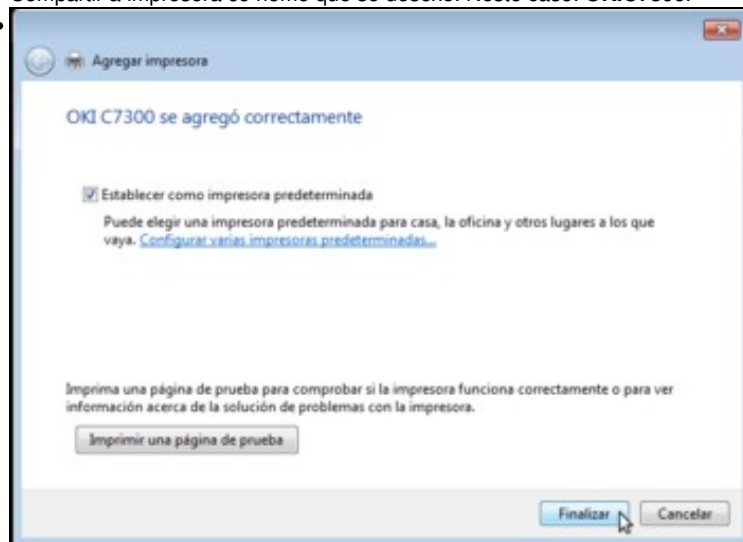 Agregar impresora
OKI C7300 se agregó correctamente
Establecer como impresora predeterminada
Puede elegir una impresora predeterminada para casa, la oficina y otros lugares a los que
vaya. Configurar varias impresoras predeterminadas...
Imprima una página de prueba para comprobar si la impresora funciona correctamente o para ver
información acerca de la solución de problemas con la impresora.
Imprimir una página de prueba
Finalizar Cancelar